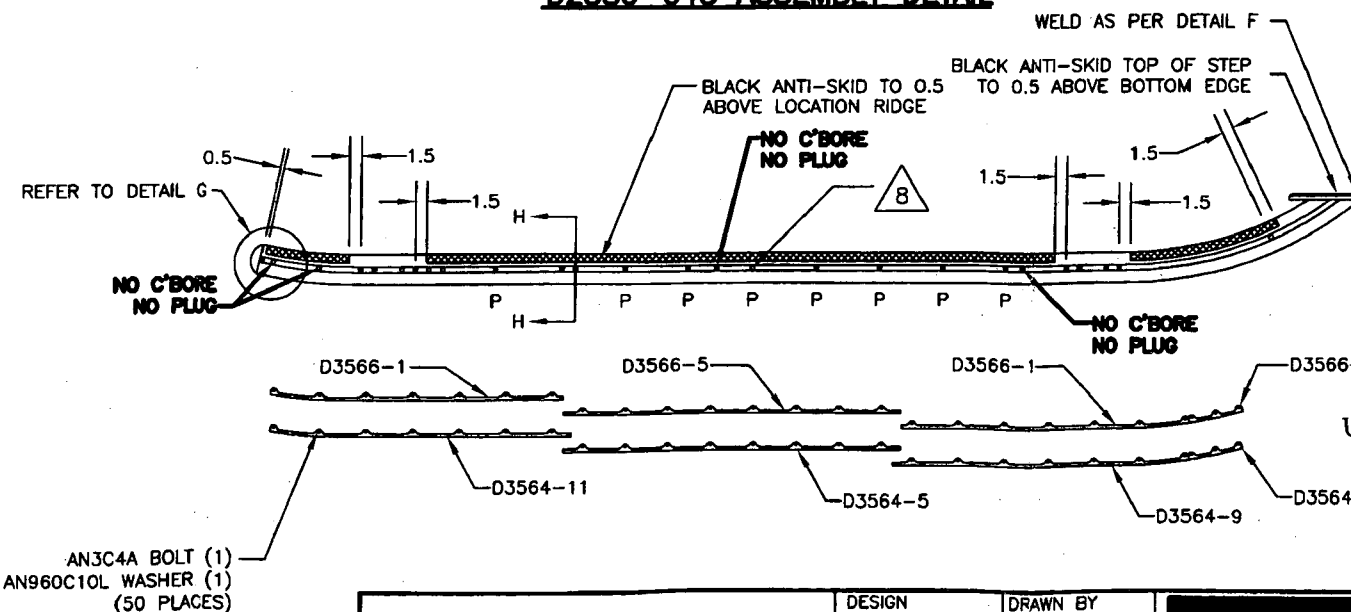 WELD AS PER DETAIL F
BLACK ANTI-SKID TOP OF STEP
TO 0.5 ABOVE BOTTOM EDGE
BLACK ANTI-SKID TO 0.5
ABOVE LOCATION RIDGE
NO C'BORE
NO PLUG
8
0.5
1.5
1.5
1.5
1.5
1.5
REFER TO DETAIL G
H
H
NO C'BORE
NO PLUG
P P P P P P P P
NO C'BORE
NO PLUG
D3566-1
D3566-5
D3566-1
D3566-
D3564-11
D3564-5
D3564-9
D3564
AN3C4A BOLT (1)
AN960C10L WASHER (1)
(50 PLACES)
DESIGN
DRAWN BY